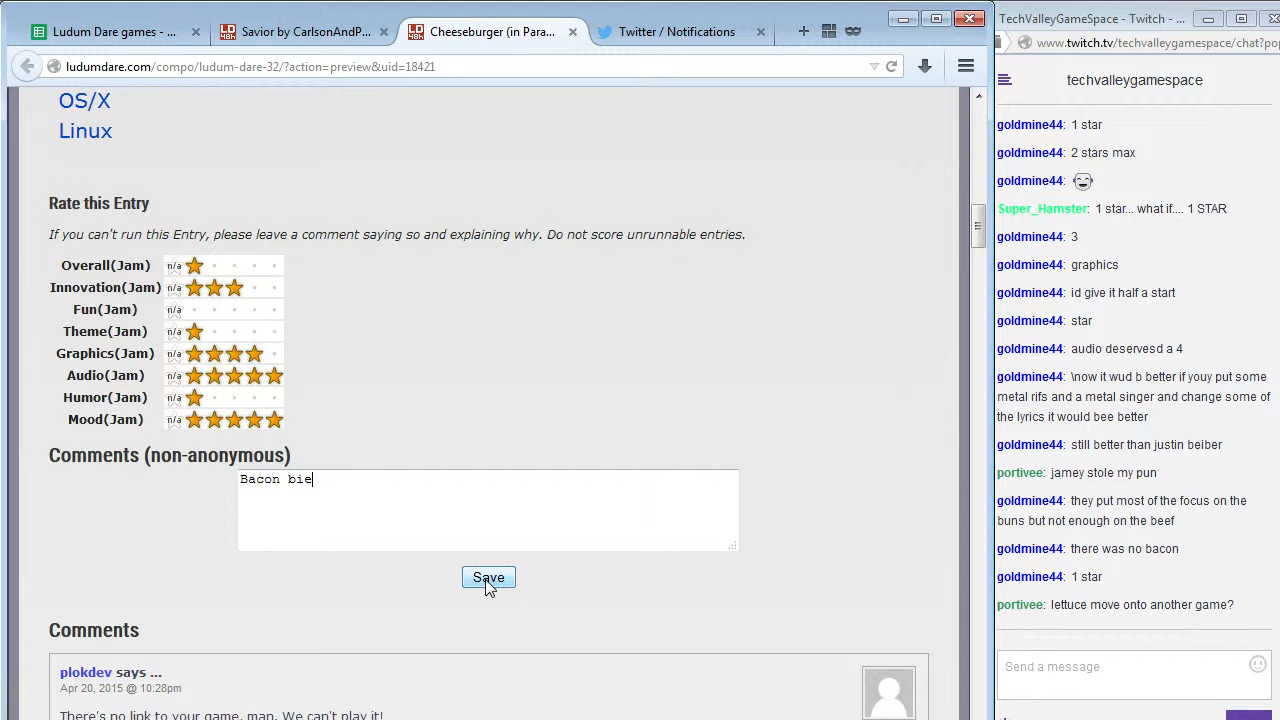 Ludum Dare games - ...
Savior by CarlsonAndP...
Cheeseburger (in Para...
Twitter / Notifications
TechValleyGameSpace - Twitch - ...
ludumdare.com/compo/ludum-dare-32/?action=preview&uid=18421
www.twitch.tv/techvalleygamespace/chat?po
OS/X
Linux
Rate this Entry
If you can't run this Entry, please leave a comment saying so and explaining why. Do not score unrunnable entries.
Overall(Jam) n/a
Innovation(Jam) n/a
Fun(Jam) n/a
Theme(Jam) n/a
Graphics(Jam) n/a
Audio(Jam) n/a
Humor(Jam) n/a
Mood(Jam) n/a
Comments (non-anonymous)
Bacon bie
Save
Comments
plokdev says ...
Apr 20, 2015 @ 10:28pm
There's no link to your game, man. We can't play it!
techvalleygamespace
goldmine44: 1 star
goldmine44: 2 stars max
goldmine44:
Super_Hamster: 1 star... what if.... 1 STAR
goldmine44: 3
goldmine44: graphics
goldmine44: id give it half a start
goldmine44: star
goldmine44: audio deservesd a 4
goldmine44: \now it wud b better if youy put some
metal rifs and a metal singer and change some of
the lyrics it would bee better
goldmine44: still better than justin beiber
portivee: jamey stole my pun
goldmine44: they put most of the focus on the
buns but not enough on the beef
goldmine44: there was no bacon
goldmine44: 1 star
portivee: lettuce move onto another game?
Send a message